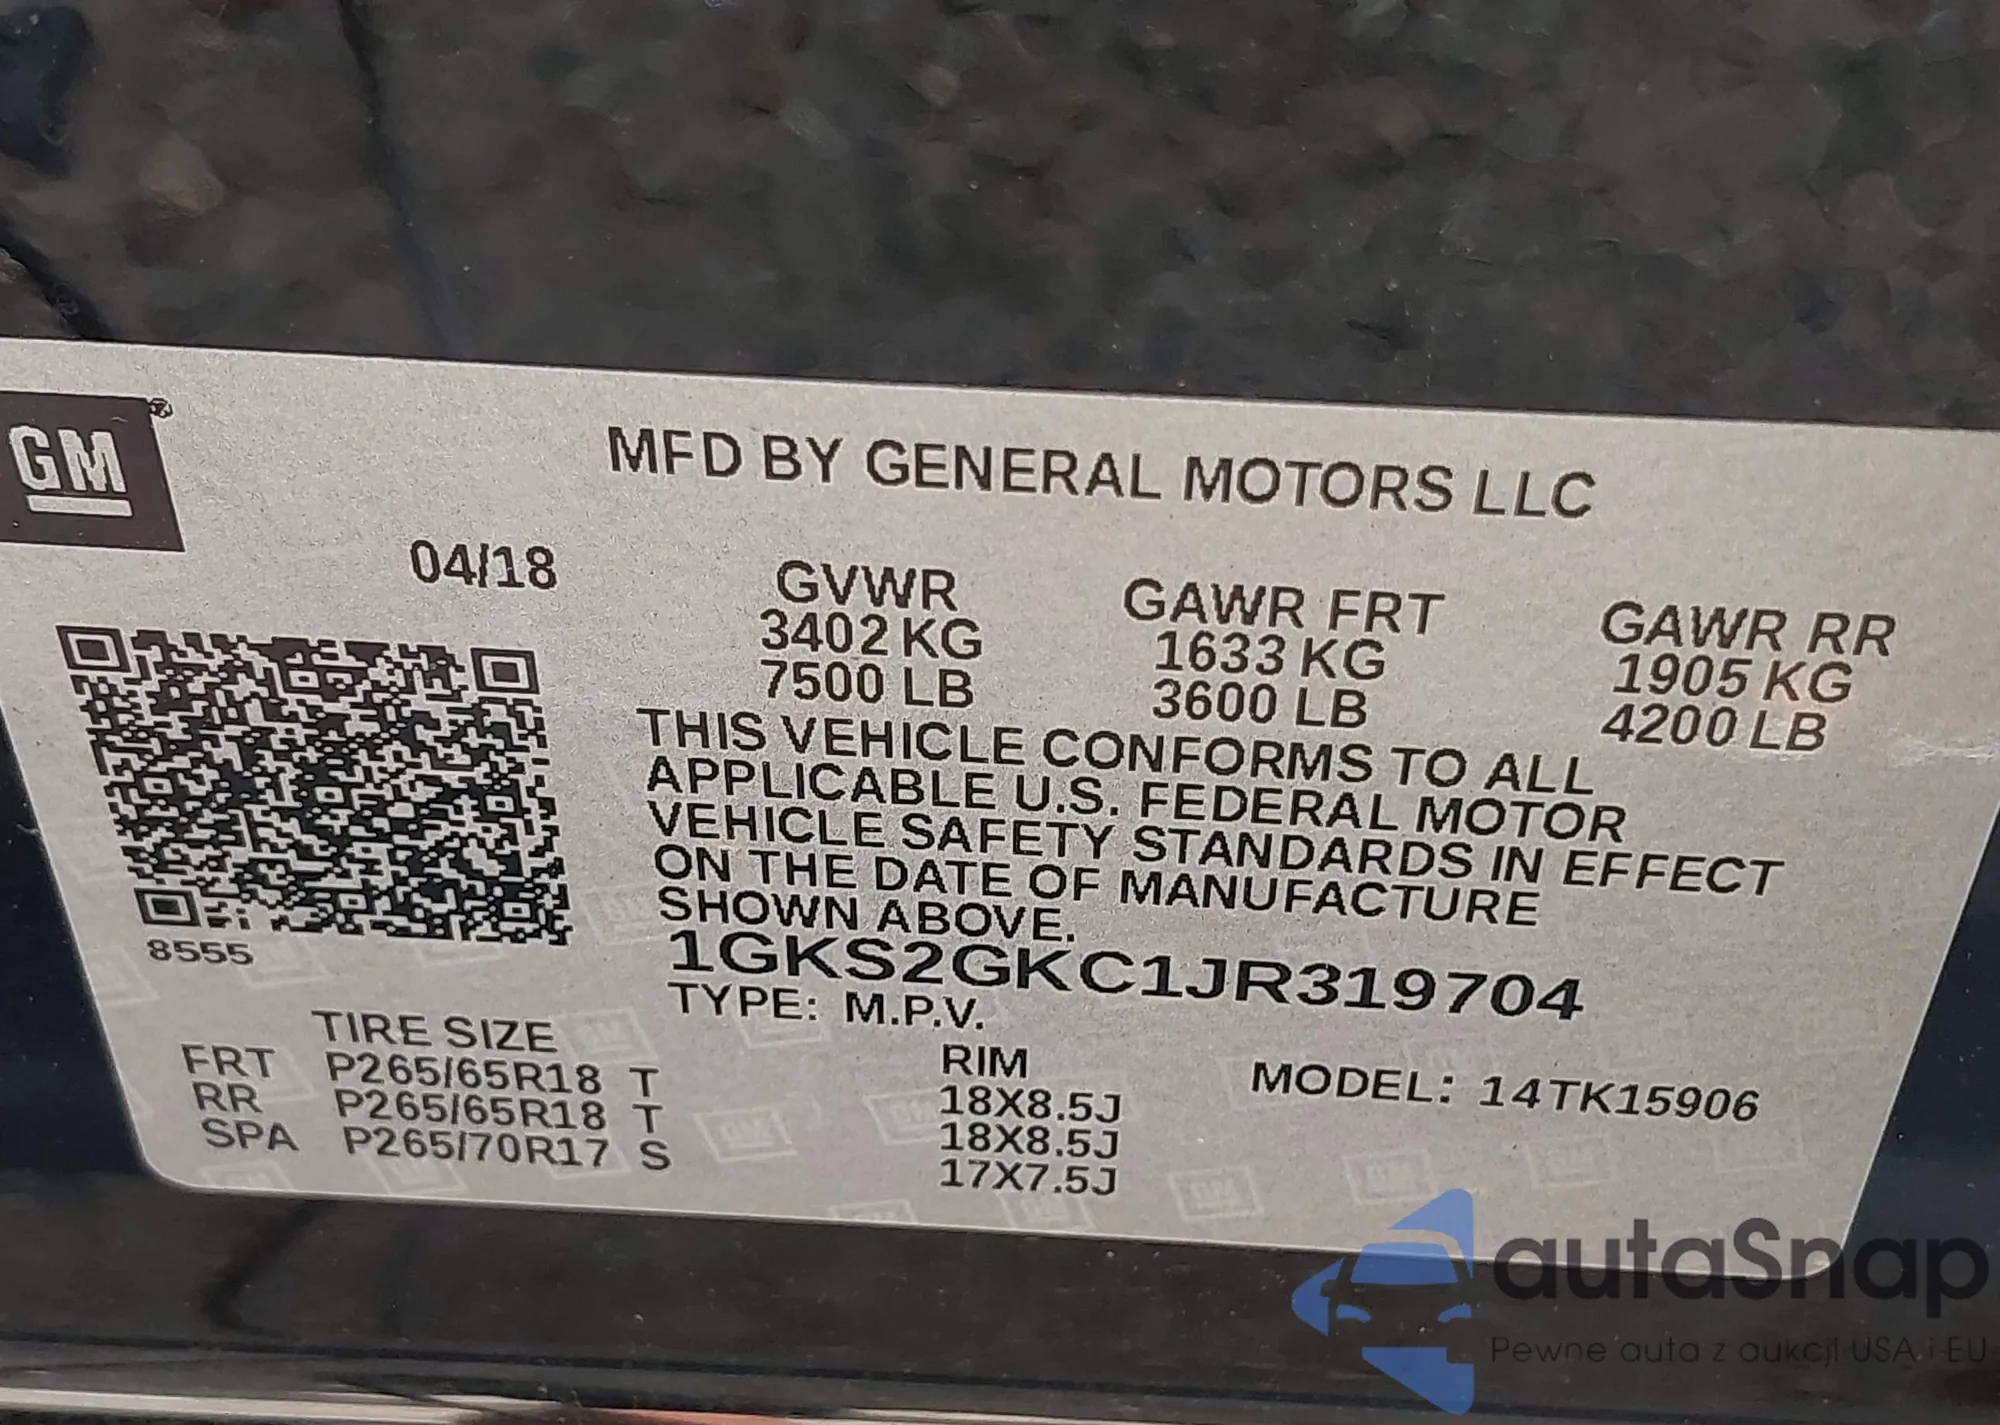 GM
MFD BY GENERAL MOTORS LLC
04/18
GVWR GAWR FRT GAWR RR
3402 KG 1633 KG 1905 KG
7500 LB 3600 LB 4200 LB
THIS VEHICLE CONFORMS TO ALL
APPLICABLE U.S. FEDERAL MOTOR
VEHICLE SAFETY STANDARDS IN EFFECT
ON THE DATE OF MANUFACTURE
SHOWN ABOVE.
8555
1GKS2GKC1JR319704
TYPE: M.P.V.
TIRE SIZE RIM MODEL: 14TK15906
FRT P265/65R18 T 18X8.5J
RR P265/65R18 T 18X8.5J
SPA P265/70R17 S 17X7.5J
autaSnap
Pewne auta z aukcji USA i EU